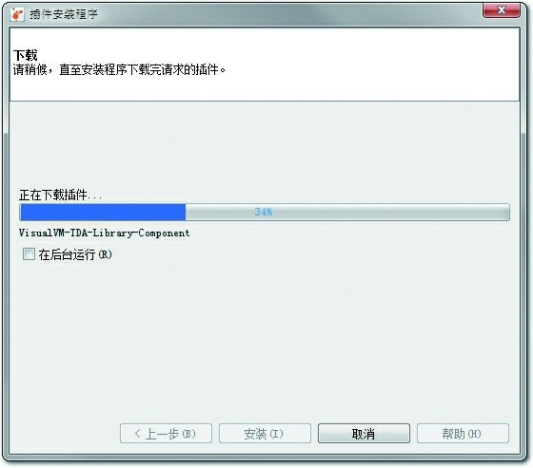 插件安装程序
下载
请稍候，直至安装程序下载完请求的插件。
正在下载插件...
34%
VisualVM-TDA-Library-Component
在后台运行(R)
< 上一步(B) 安装(I) 取消 帮助(H)